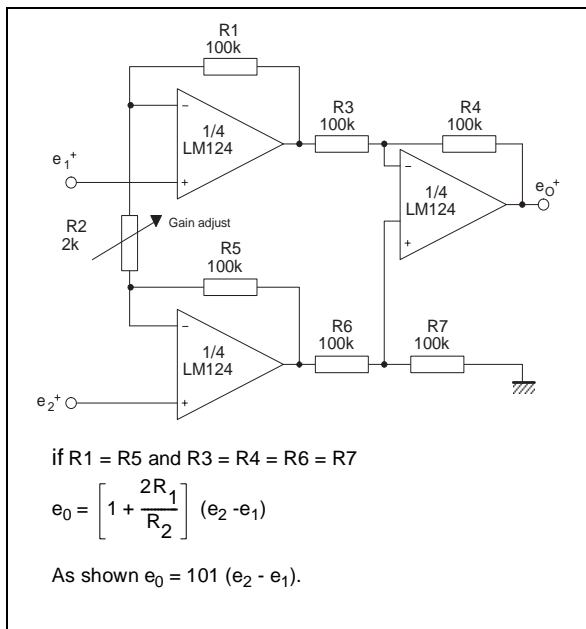 R1
100k
R3
100k
R4
100k
1/4
LM124
e1+
1/4
LM124
eO+
R2
2k
Gain adjust
R5
100k
R6
100k
R7
100k
1/4
LM124
e2+
if R1 = R5 and R3 = R4 = R6 = R7
e0 = [1 + 2R1/R2] (e2 -e1)
As shown e0 = 101 (e2 - e1).